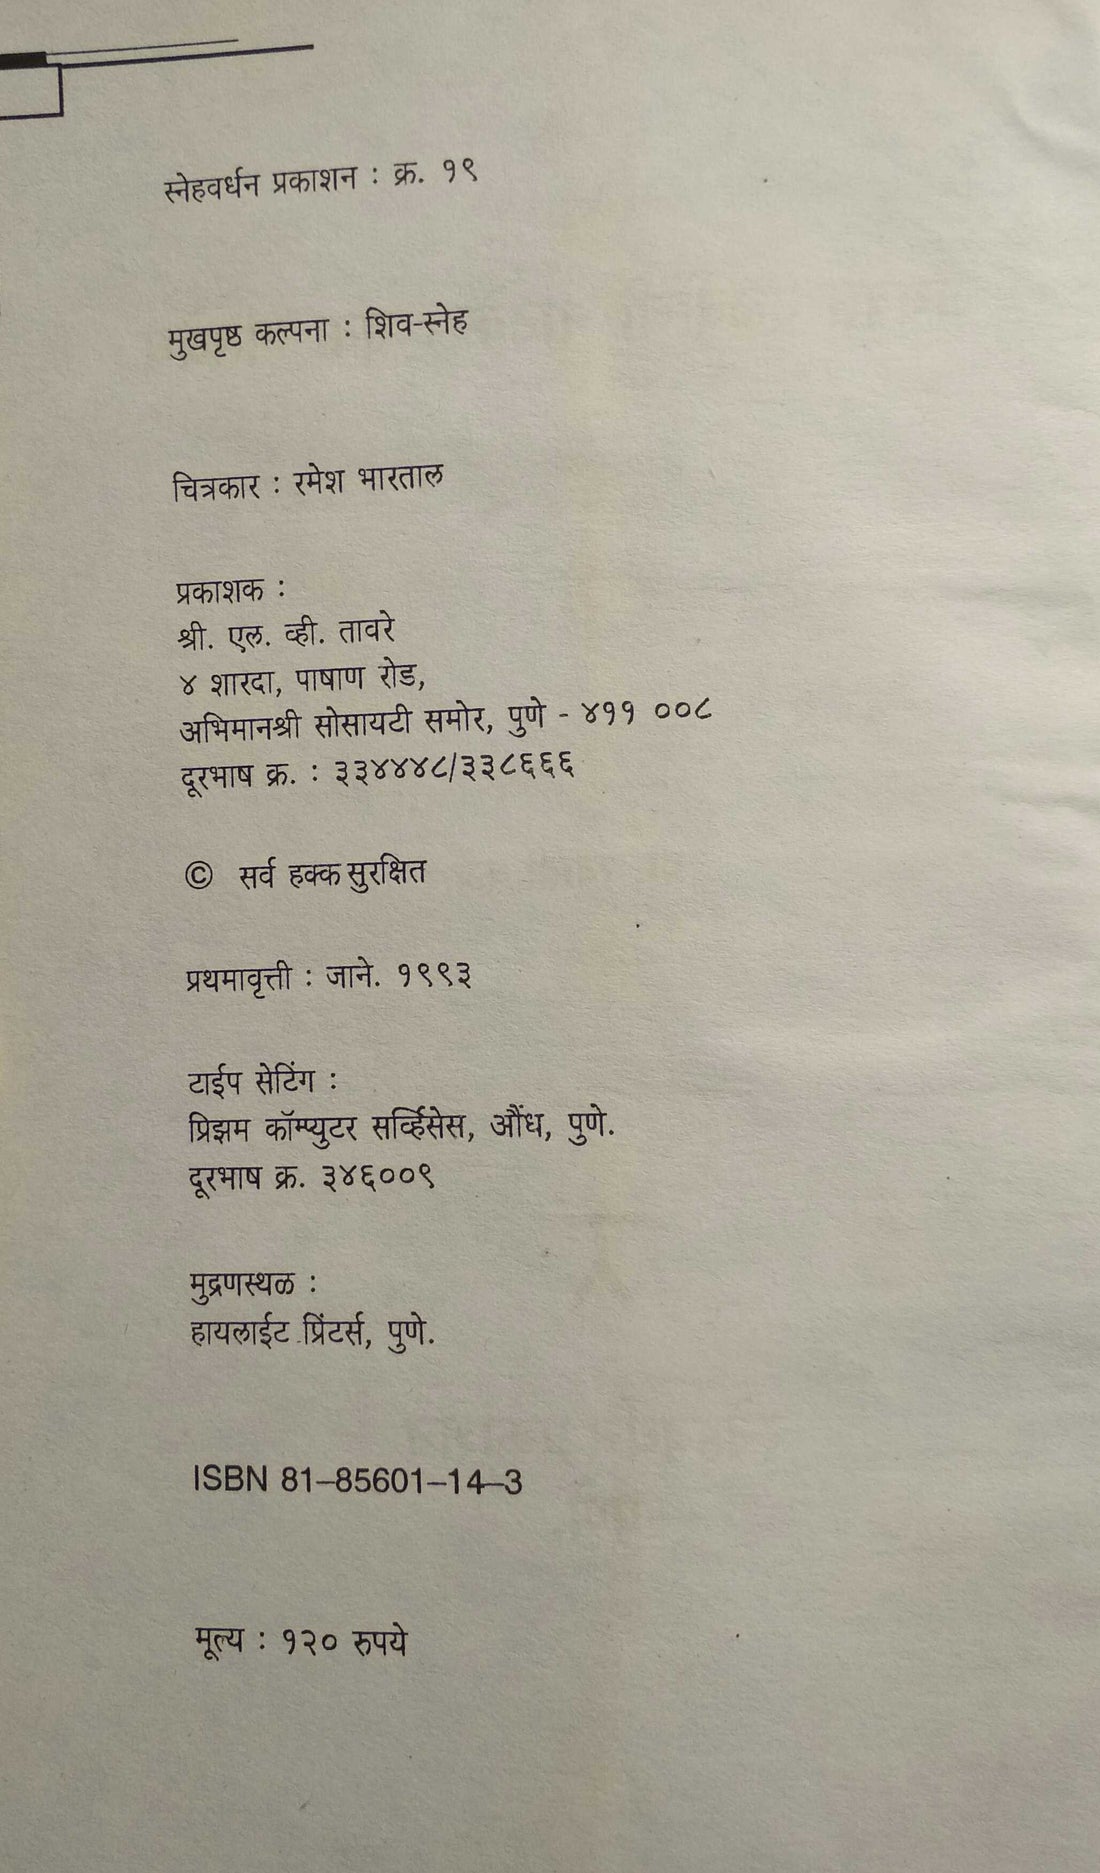 स्नेहवर्धन प्रकाशन : क्र. १९
मुखपृष्ठ कल्पना : शिव-स्नेह
चित्रकार : रमेश भारताल
प्रकाशक :
श्री. एल. व्ही. तावरे
४ शारदा, पाषाण रोड,
अभिमानश्री सोसायटी समोर, पुणे - ४११ ००८
दूरभाष क्र. : ३३४४४८/३३८६६६
© सर्व हक्क सुरक्षित
प्रथमावृत्ती : जाने. १९९३
टाईप सेटिंग :
प्रिझम कॉम्प्युटर सर्व्हिसेस, औंध, पुणे.
दूरभाष क्र. ३४६००९
मुद्रणस्थळ :
हायलाईट प्रिंटर्स, पुणे.
ISBN 81–85601–14–3
मूल्य : १२० रुपये